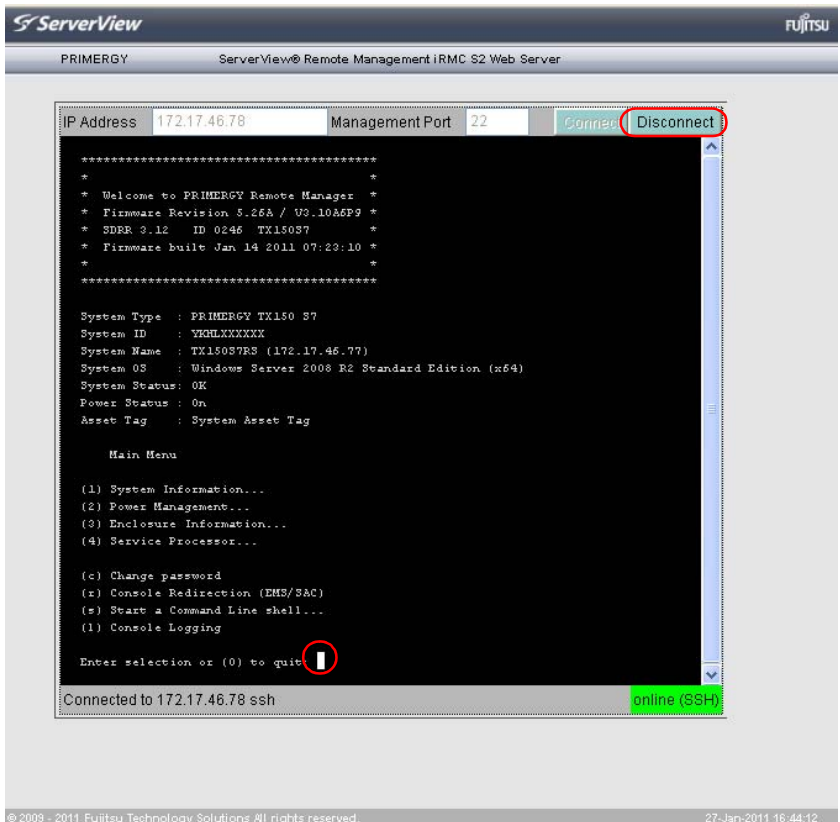 ServerView
FUJITSU
PRIMERGY ServerView® Remote Management iRMC S2 Web Server
IP Address 172.17.46.78 Management Port 22 Connect Disconnect
*****************************************
* *
* Welcome to PRIMERGY Remote Manager *
* Firmware Revision 5.26A / V3.10A6P9 *
* SDRR 3.12 ID 0246 TX150S7 *
* Firmware built Jan 14 2011 07:23:10 *
* *
*****************************************
System Type : PRIMERGY TX150 S7
System ID : YKHLXXXXXX
System Name : TX150S7RS (172.17.46.77)
System OS : Windows Server 2008 R2 Standard Edition (x64)
System Status: OK
Power Status : On
Asset Tag : System Asset Tag
Main Menu
(1) System Information...
(2) Power Management...
(3) Enclosure Information...
(4) Service Processor...
(c) Change password
(r) Console Redirection (EMS/SAC)
(s) Start a Command Line shell...
(l) Console Logging
Enter selection or (0) to quit:
Connected to 172.17.46.78 ssh online (SSH)
© 2009 - 2011 Fujitsu Technology Solutions All rights reserved. 27-Jan-2011 16:44:12